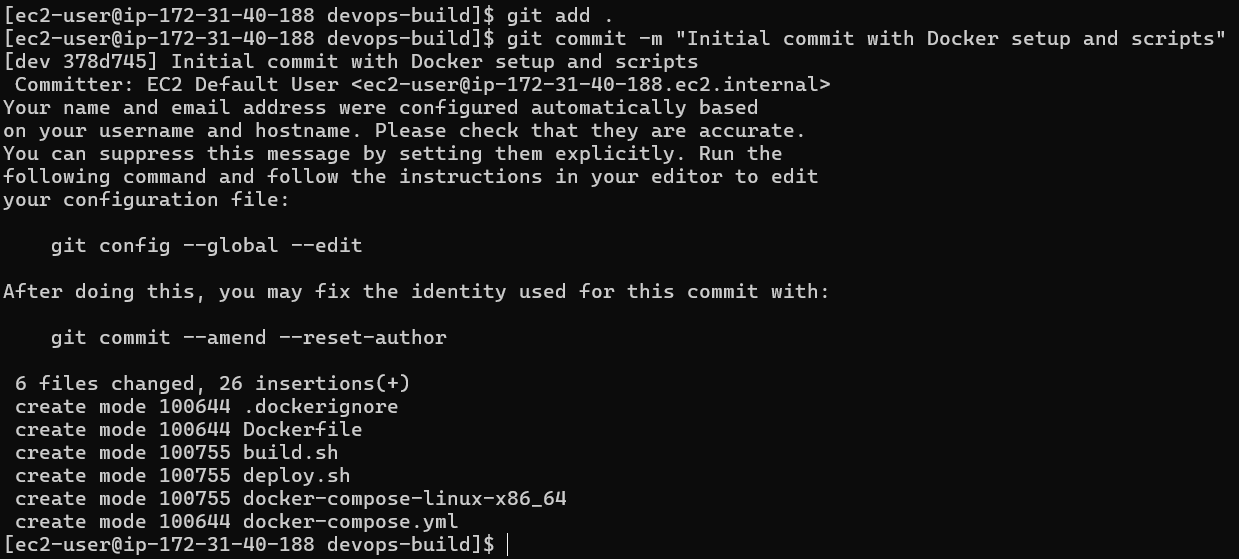 [ec2-user@ip-172-31-40-188 devops-build]$ git add .
[ec2-user@ip-172-31-40-188 devops-build]$ git commit -m "Initial commit with Docker setup and scripts"
[dev 378d745] Initial commit with Docker setup and scripts
 Committer: EC2 Default User <ec2-user@ip-172-31-40-188.ec2.internal>
Your name and email address were configured automatically based
on your username and hostname. Please check that they are accurate.
You can suppress this message by setting them explicitly. Run the
following command and follow the instructions in your editor to edit
your configuration file:

    git config --global --edit

After doing this, you may fix the identity used for this commit with:

    git commit --amend --reset-author

 6 files changed, 26 insertions(+)
 create mode 100644 .dockerignore
 create mode 100644 Dockerfile
 create mode 100755 build.sh
 create mode 100755 deploy.sh
 create mode 100755 docker-compose-linux-x86_64
 create mode 100644 docker-compose.yml
[ec2-user@ip-172-31-40-188 devops-build]$